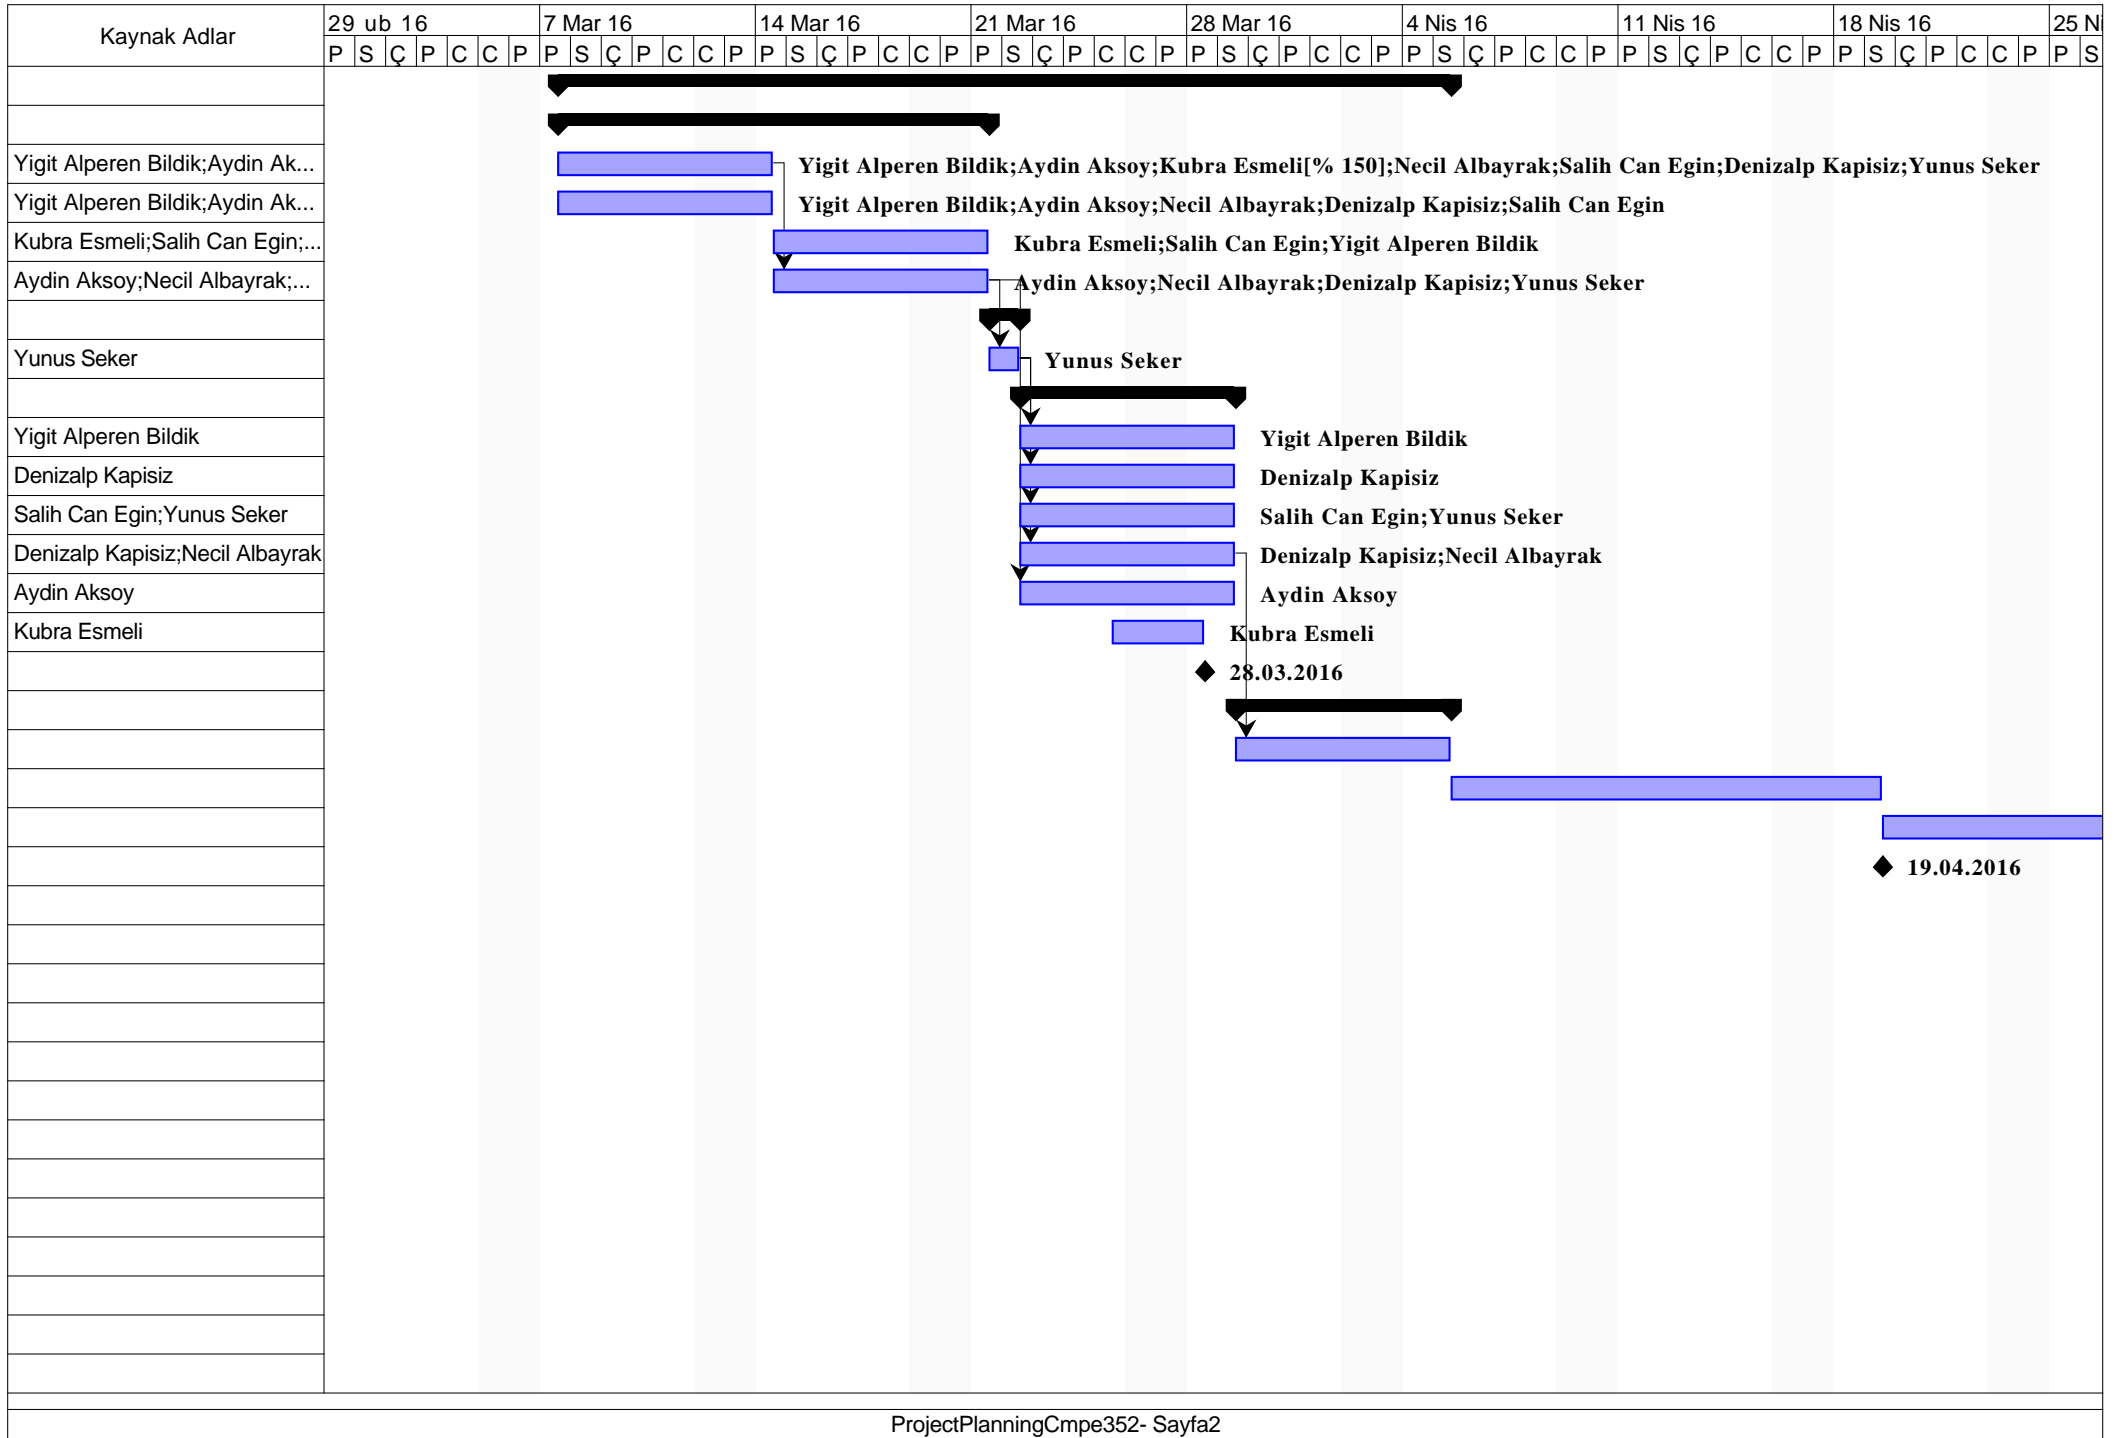 Kaynak Adlar
29 ub 16 7 Mar 16 14 Mar 16 21 Mar 16 28 Mar 16 4 Nis 16 11 Nis 16 18 Nis 16 25 Ni
P S Ç P C C P P S Ç P C C P P S Ç P C C P P S Ç P C C P P S Ç P C C P P S Ç P C C P P S Ç P C C P P S Ç P C C P P S
Yigit Alperen Bildik;Aydin Ak... Yigit Alperen Bildik;Aydin Aksoy;Kubra Esmeli[% 150];Necil Albayrak;Salih Can Egin;Denizalp Kapisiz;Yunus Seker
Yigit Alperen Bildik;Aydin Ak... Yigit Alperen Bildik;Aydin Aksoy;Necil Albayrak;Denizalp Kapisiz;Salih Can Egin
Kubra Esmeli;Salih Can Egin;... Kubra Esmeli;Salih Can Egin;Yigit Alperen Bildik
Aydin Aksoy;Necil Albayrak;... Aydin Aksoy;Necil Albayrak;Denizalp Kapisiz;Yunus Seker
Yunus Seker Yunus Seker
Yigit Alperen Bildik Yigit Alperen Bildik
Denizalp Kapisiz Denizalp Kapisiz
Salih Can Egin;Yunus Seker Salih Can Egin;Yunus Seker
Denizalp Kapisiz;Necil Albayrak Denizalp Kapisiz;Necil Albayrak
Aydin Aksoy Aydin Aksoy
Kubra Esmeli Kubra Esmeli
28.03.2016
19.04.2016
ProjectPlanningCmpe352- Sayfa2